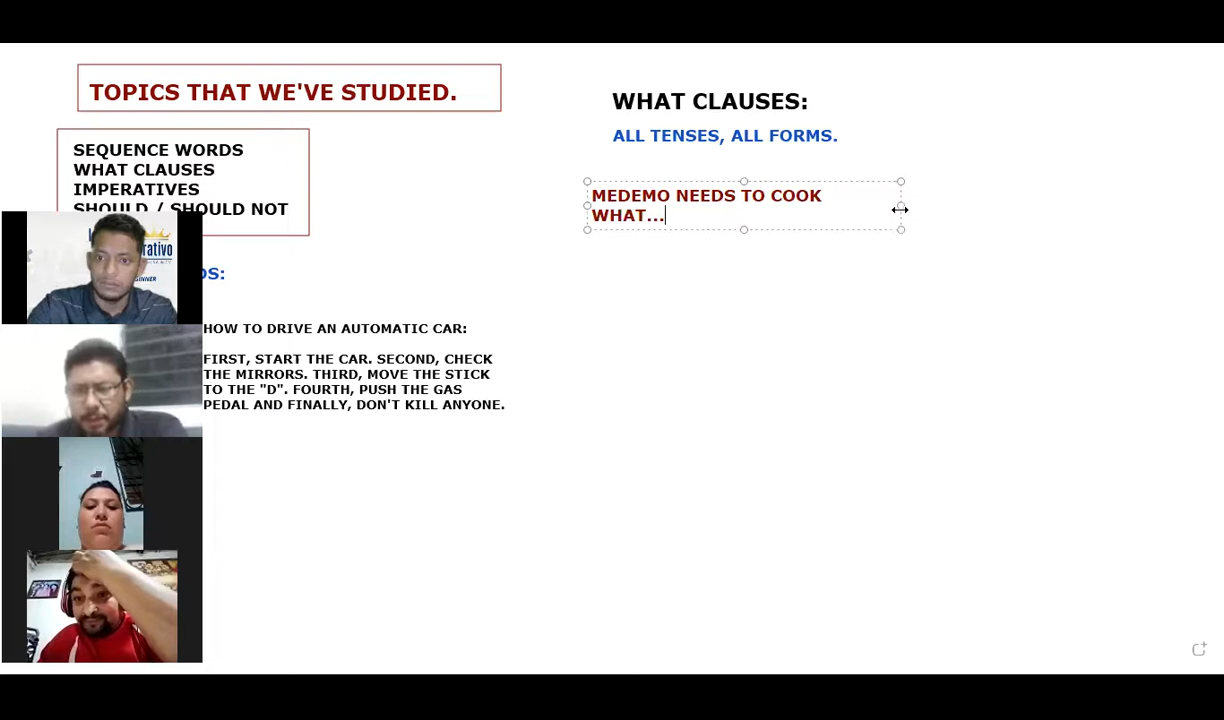 TOPICS THAT WE'VE STUDIED.
SEQUENCE WORDS
WHAT CLAUSES
IMPERATIVES
SHOULD / SHOULD NOT
HOW TO DRIVE AN AUTOMATIC CAR:
FIRST, START THE CAR. SECOND, CHECK
THE MIRRORS. THIRD, MOVE THE STICK
TO THE "D". FOURTH, PUSH THE GAS
PEDAL AND FINALLY, DON'T KILL ANYONE.
WHAT CLAUSES:
ALL TENSES, ALL FORMS.
MEDEMO NEEDS TO COOK
WHAT...